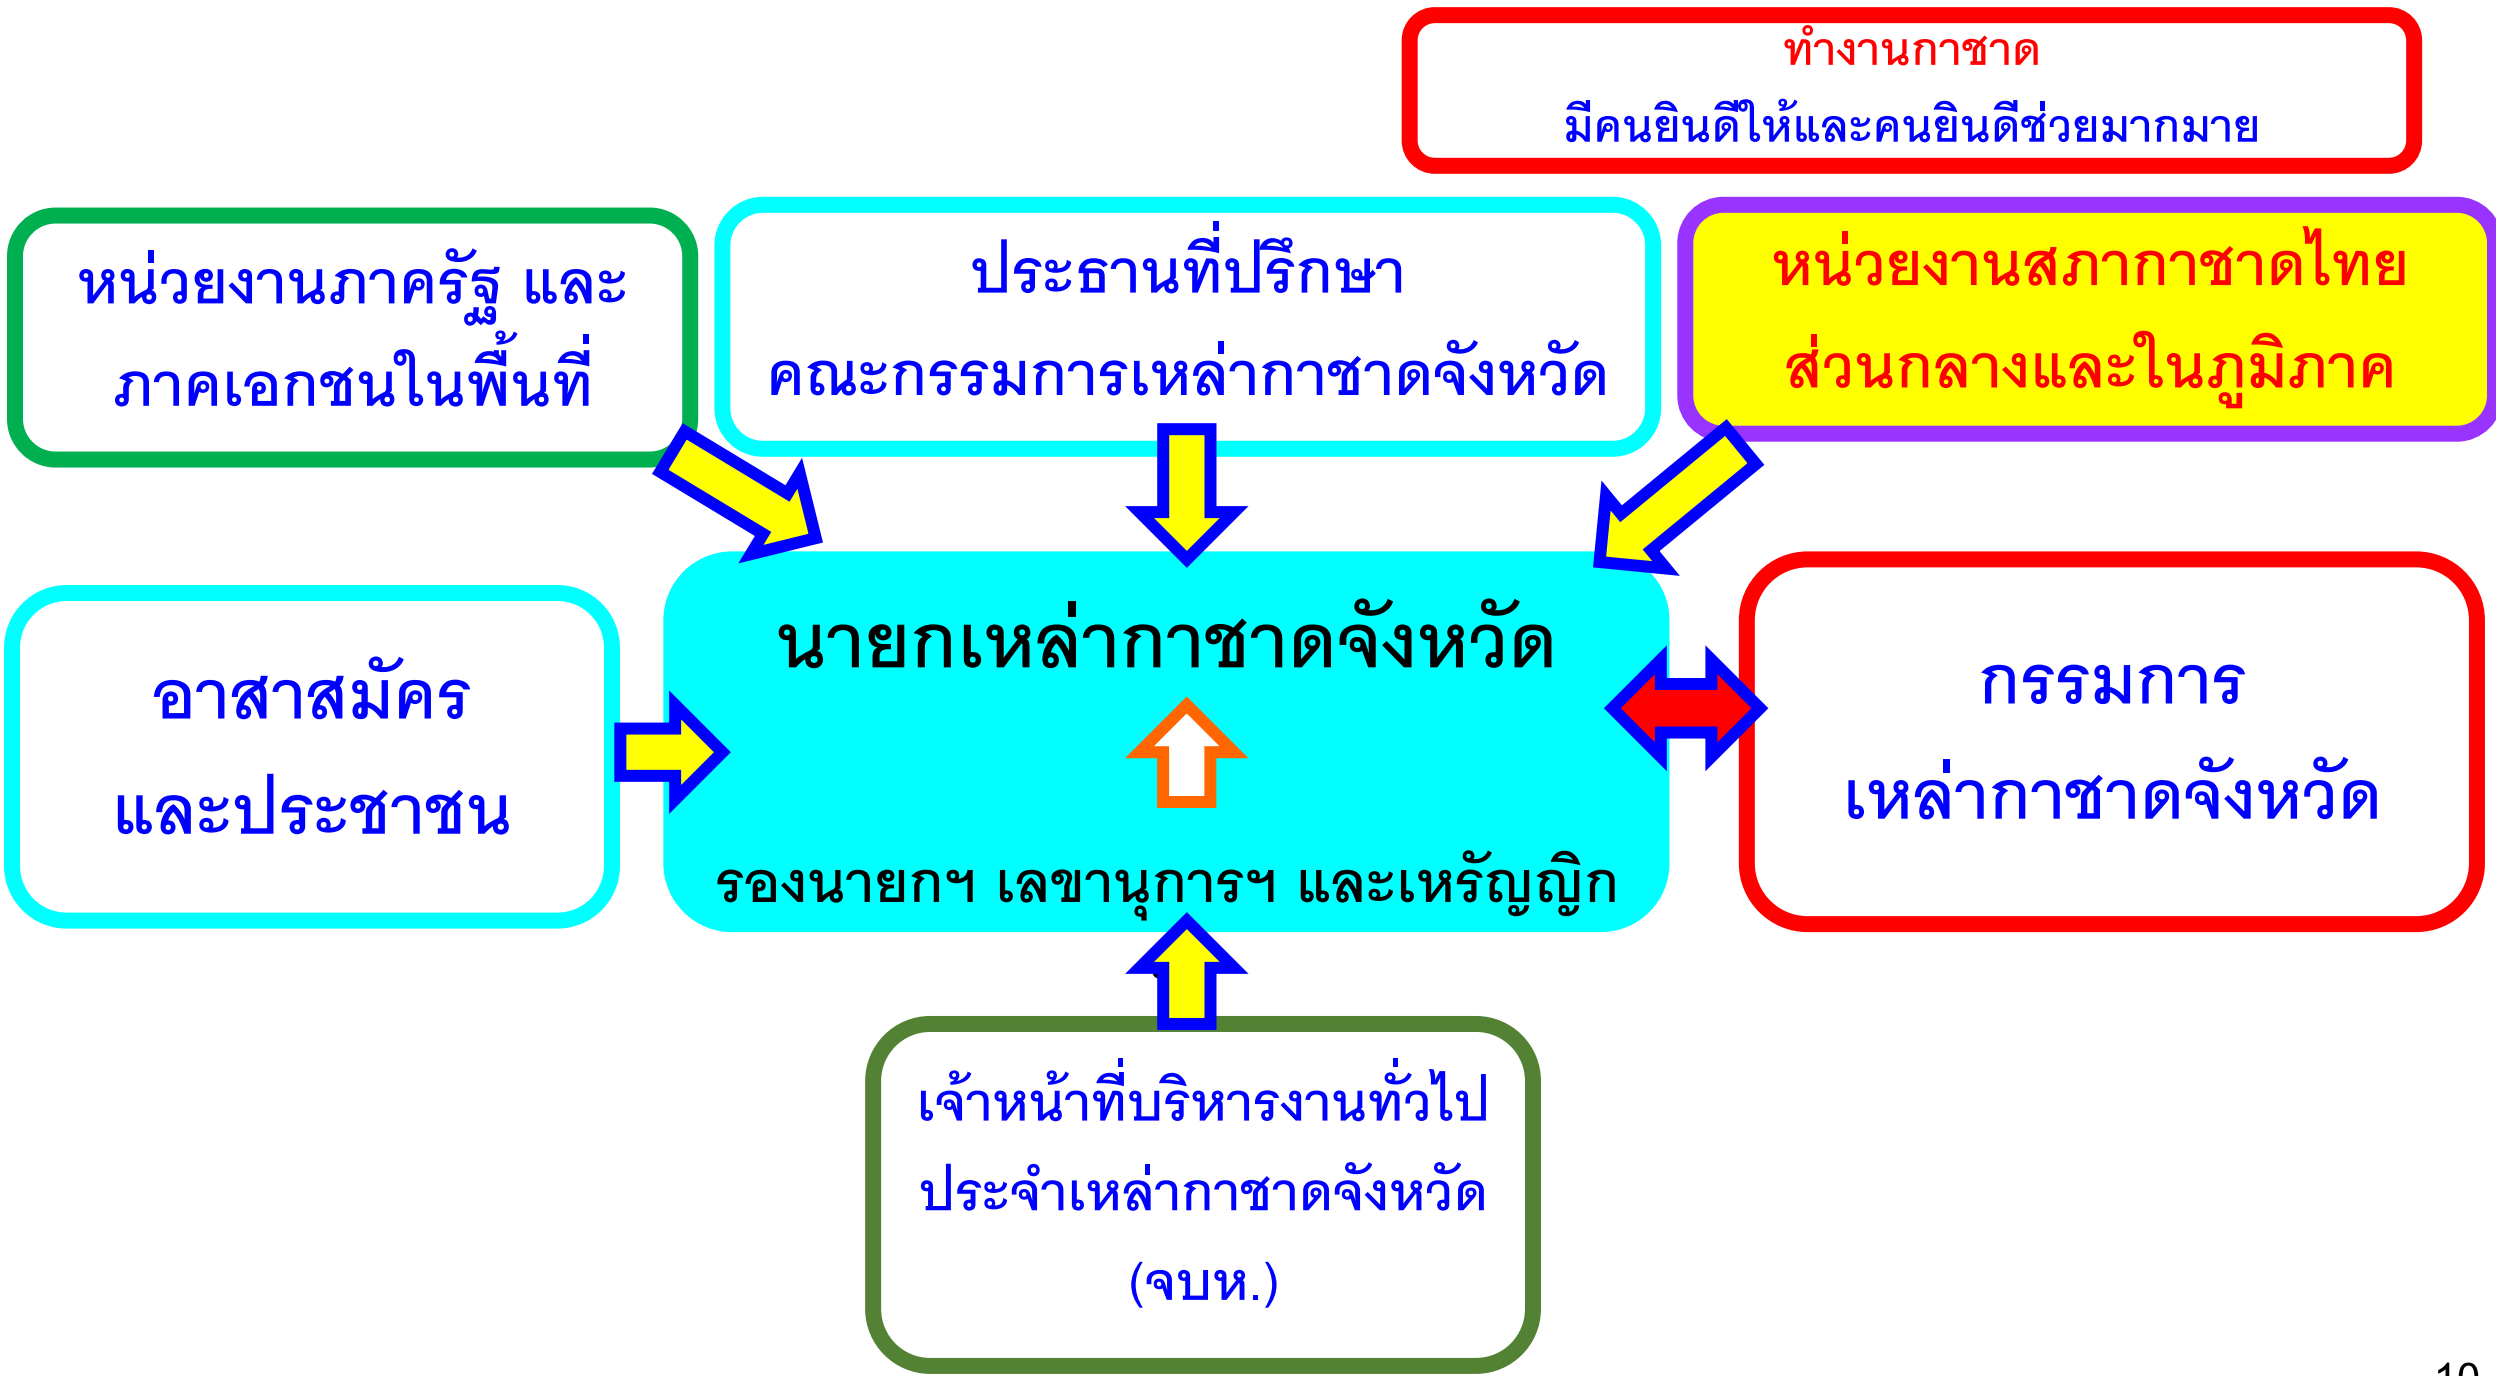 ทำงานกาชาด
มีคนยินดีให้และคนยินดีช่วยมากมาย
หน่วยงานภาครัฐ และ
ภาคเอกชนในพื้นที่
ประธานที่ปรึกษา
คณะกรรมการเหล่ากาชาดจังหวัด
หน่วยงานสภากาชาดไทย
ส่วนกลางและในภูมิภาค
นายกเหล่ากาชาดจังหวัด
รองนายกฯ เลขานุการฯ และเหรัญญิก
อาสาสมัคร
และประชาชน
กรรมการ
เหล่ากาชาดจังหวัด
เจ้าหน้าที่บริหารงานทั่วไป
ประจำเหล่ากาชาดจังหวัด
(จบห.)